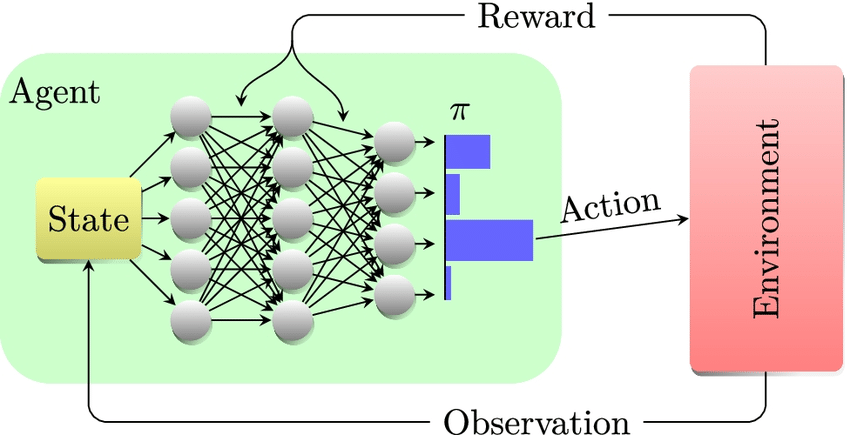 Reward
Agent
π
State
Action
Environment
Observation